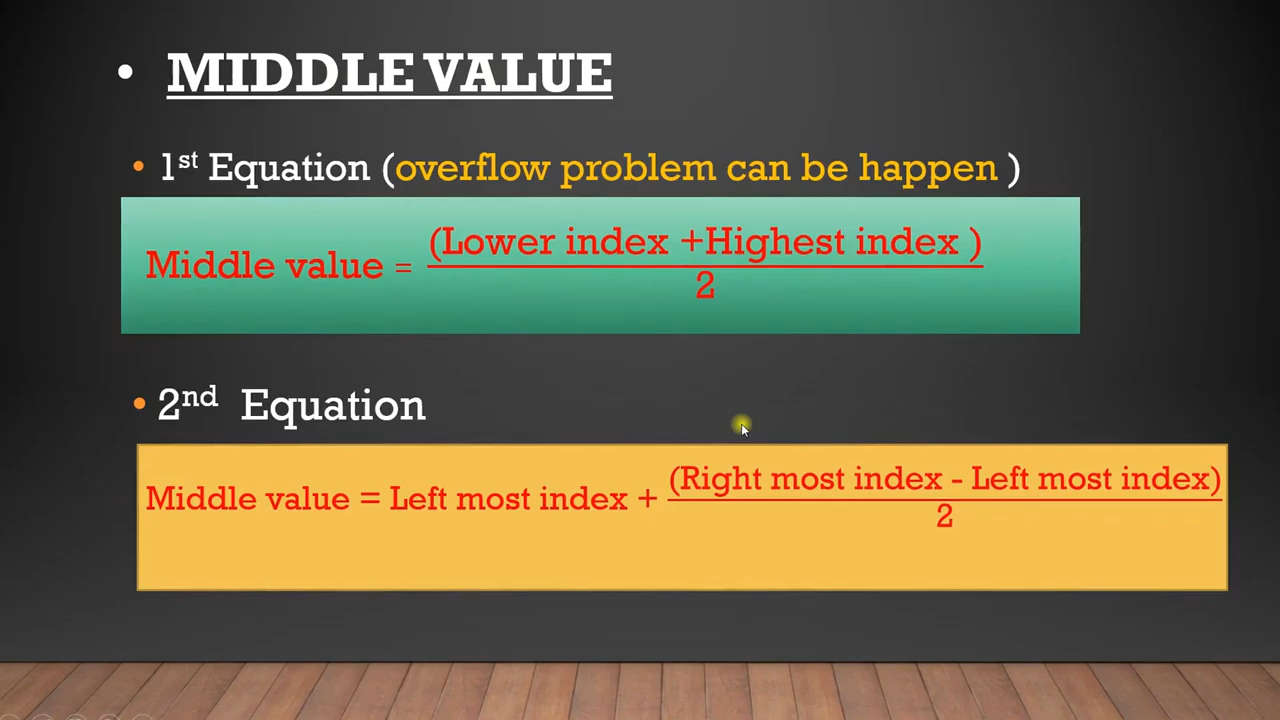 • MIDDLE VALUE
• 1st Equation (overflow problem can be happen )
Middle value = (Lower index +Highest index )
2
• 2nd Equation
Middle value = Left most index + (Right most index - Left most index)
2